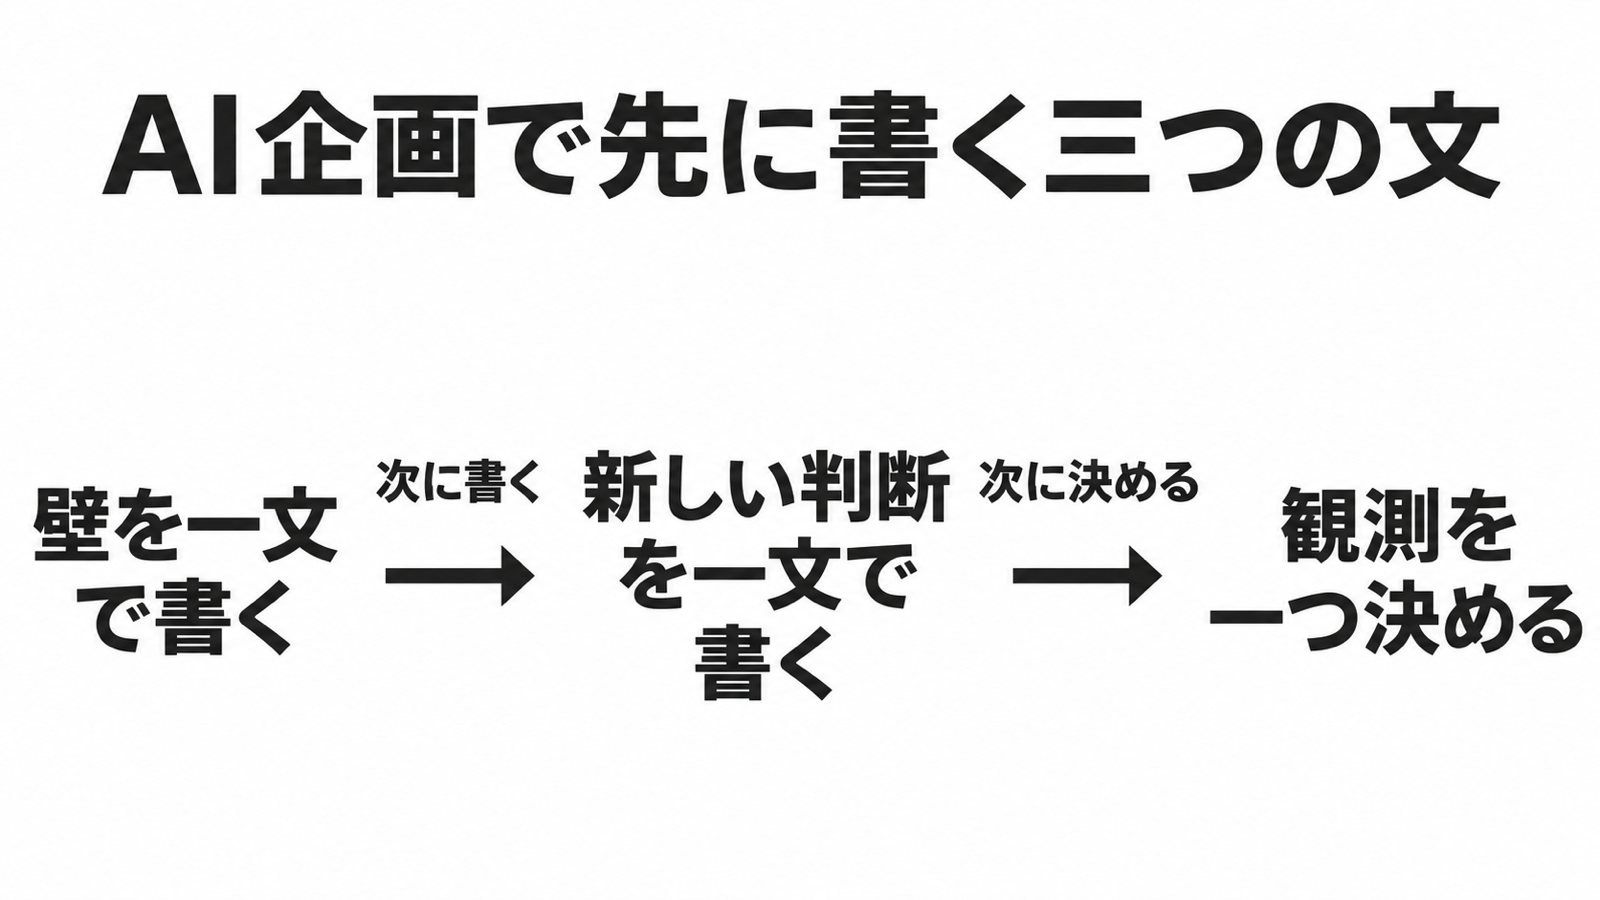 AI企画で先に書く三つの文
壁を一文
で書く
次に書く
新しい判断
を一文で
書く
次に決める
観測を
一つ決める